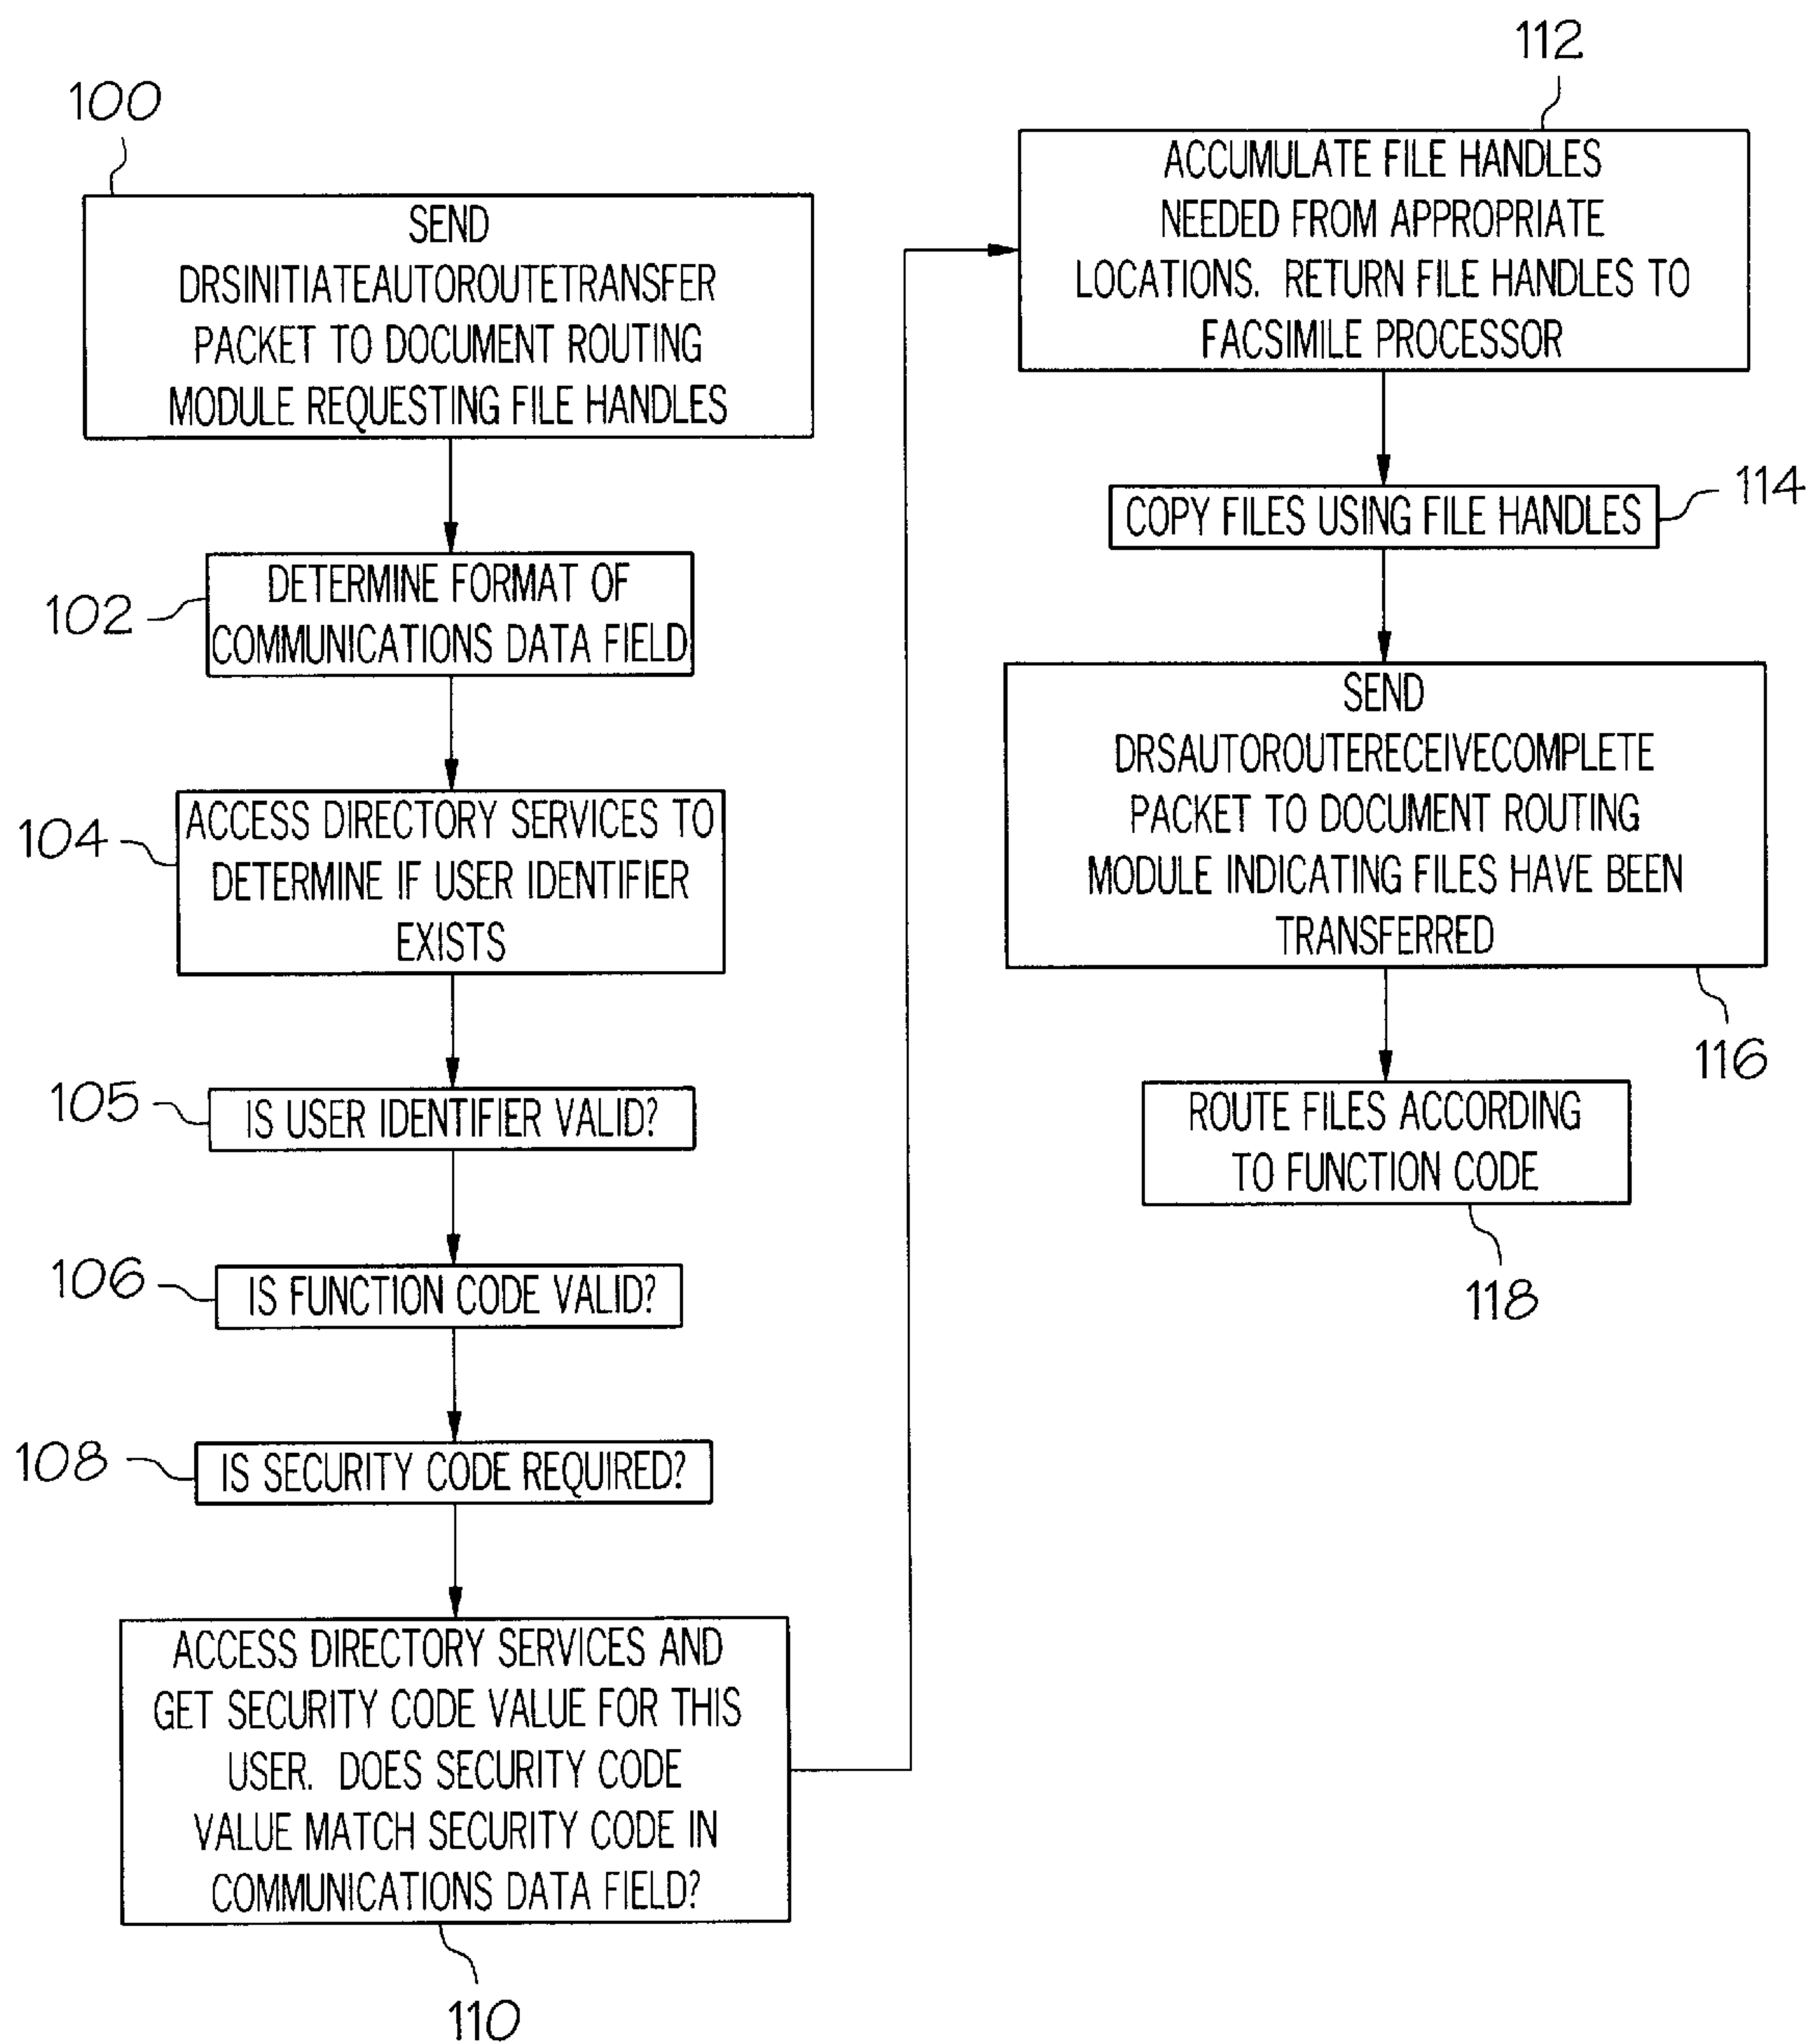 100
SEND
DRSINITIATEAUTOROUTETRANSFER
PACKET TO DOCUMENT ROUTING
MODULE REQUESTING FILE HANDLES
102
DETERMINE FORMAT OF
COMMUNICATIONS DATA FIELD
104
ACCESS DIRECTORY SERVICES TO
DETERMINE IF USER IDENTIFIER
EXISTS
105
IS USER IDENTIFIER VALID?
106
IS FUNCTION CODE VALID?
108
IS SECURITY CODE REQUIRED?
ACCESS DIRECTORY SERVICES AND
GET SECURITY CODE VALUE FOR THIS
USER. DOES SECURITY CODE
VALUE MATCH SECURITY CODE IN
COMMUNICATIONS DATA FIELD?
110
112
ACCUMULATE FILE HANDLES
NEEDED FROM APPROPRIATE
LOCATIONS. RETURN FILE HANDLES TO
FACSIMILE PROCESSOR
COPY FILES USING FILE HANDLES
114
SEND
DRSAUTOROUTERECEIVECOMPLETE
PACKET TO DOCUMENT ROUTING
MODULE INDICATING FILES HAVE BEEN
TRANSFERRED
116
ROUTE FILES ACCORDING
TO FUNCTION CODE
118